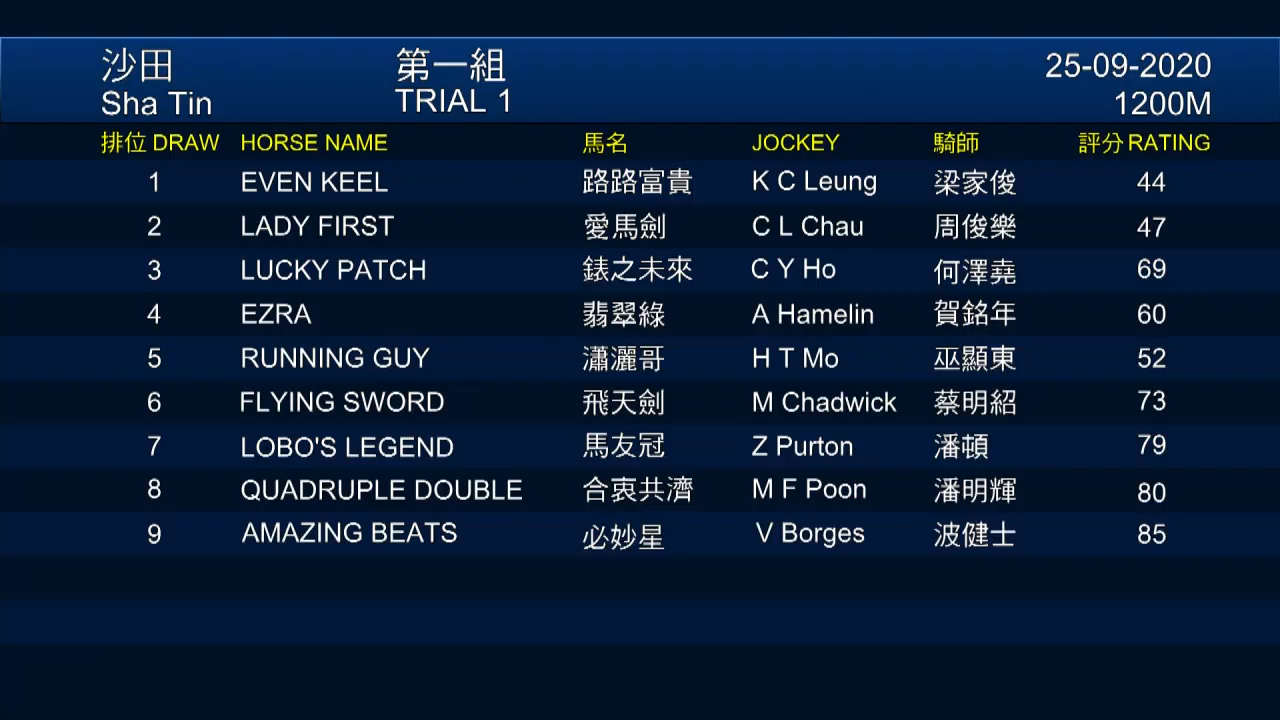 沙田 第一組 25-09-2020
Sha Tin TRIAL 1 1200M
排位 DRAW HORSE NAME 馬名 JOCKEY 騎師 評分 RATING
1 EVEN KEEL 路路富貴 K C Leung 梁家俊 44
2 LADY FIRST 愛馬劍 C L Chau 周俊樂 47
3 LUCKY PATCH 錶之未來 C Y Ho 何澤堯 69
4 EZRA 翡翠綠 A Hamelin 賀銘年 60
5 RUNNING GUY 瀟灑哥 H T Mo 巫顯東 52
6 FLYING SWORD 飛天劍 M Chadwick 蔡明紹 73
7 LOBO'S LEGEND 馬友冠 Z Purton 潘頓 79
8 QUADRUPLE DOUBLE 合衷共濟 M F Poon 潘明輝 80
9 AMAZING BEATS 必妙星 V Borges 波健士 85